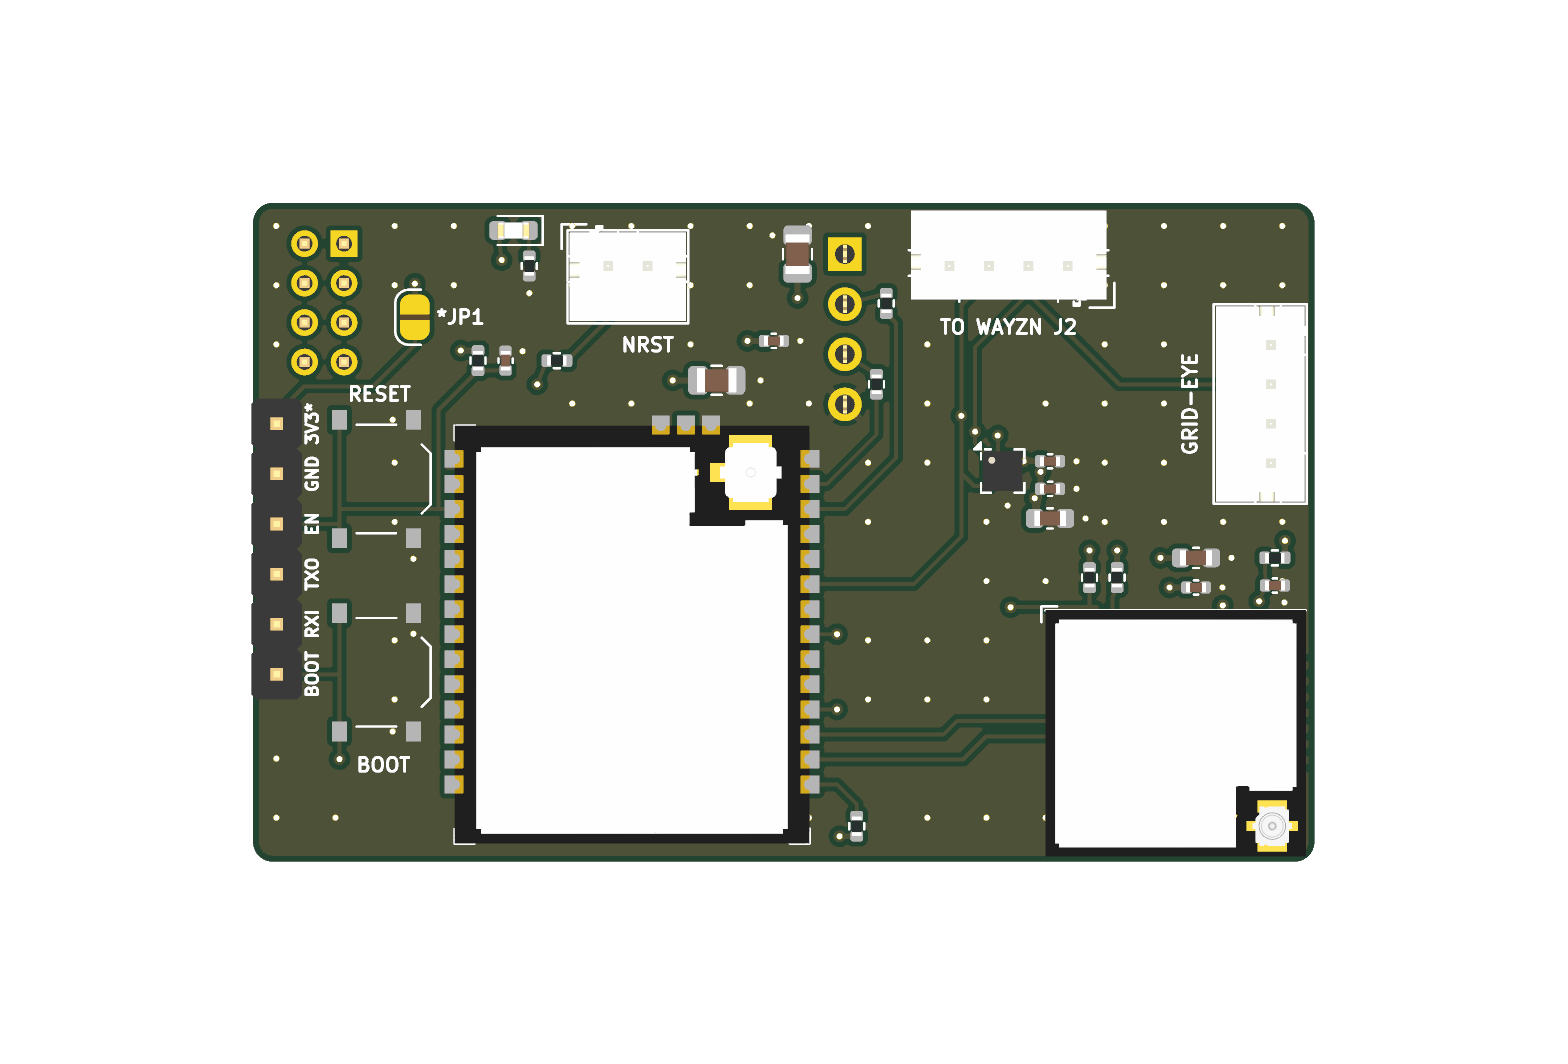 *JP1
NRST
TO WAYZN J2
GRID-EYE
RESET
3V3*
GND
EN
TXO
RXI
BOOT
BOOT